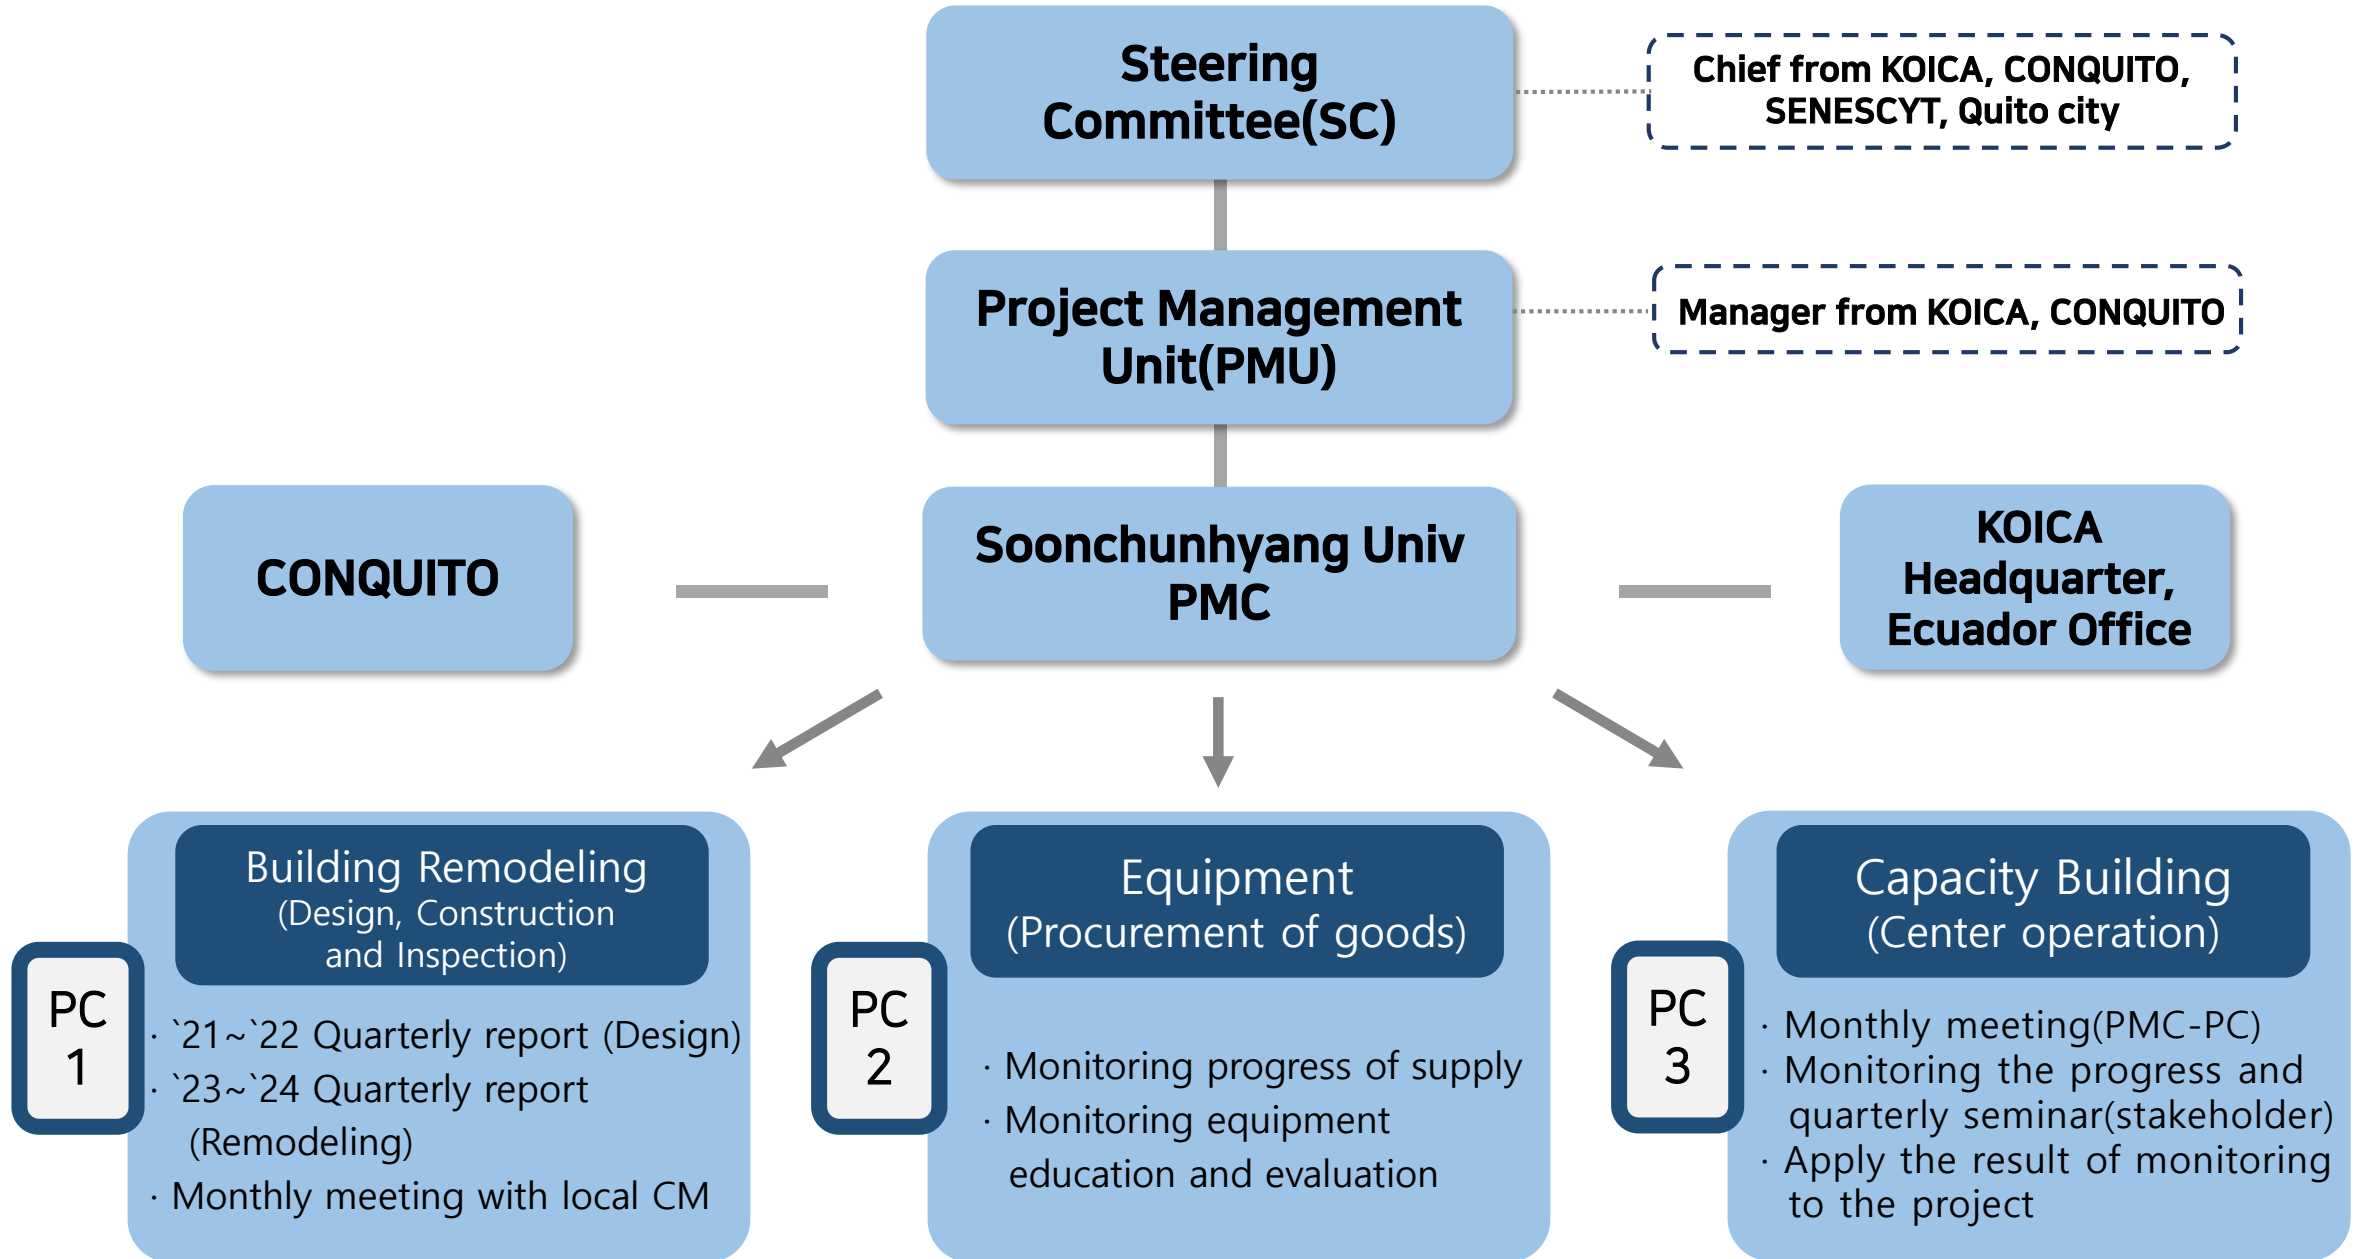 Steering
Committee(SC)
Chief from KOICA, CONQUITO,
SENESCYT, Quito city
Project Management
Unit(PMU)
Manager from KOICA, CONQUITO
CONQUITO
Soonchunhyang Univ
PMC
KOICA
Headquarter,
Ecuador Office
PC
1
Building Remodeling
(Design, Construction
and Inspection)
· `21~`22 Quarterly report (Design)
· `23~`24 Quarterly report
(Remodeling)
· Monthly meeting with local CM
PC
2
Equipment
(Procurement of goods)
· Monitoring progress of supply
· Monitoring equipment
education and evaluation
PC
3
Capacity Building
(Center operation)
· Monthly meeting(PMC-PC)
· Monitoring the progress and
quarterly seminar(stakeholder)
· Apply the result of monitoring
to the project